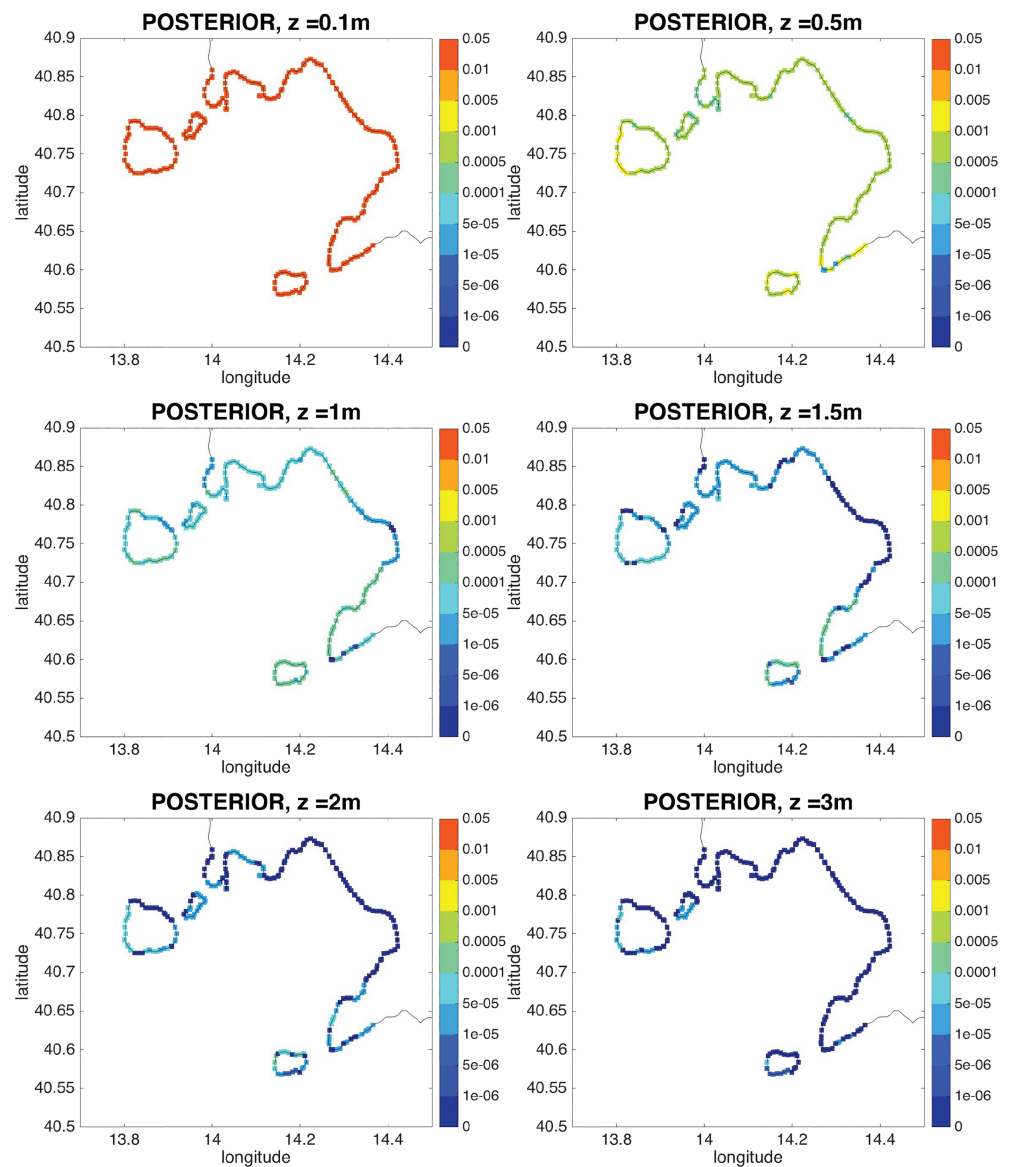 POSTERIOR, z =0.1m
40.9
40.85
40.8
40.75
40.7
40.65
40.6
40.55
40.5
latitude
13.8 14 14.2 14.4
longitude
0.05
0.01
0.005
0.001
0.0005
0.0001
5e-05
1e-05
5e-06
1e-06
0
POSTERIOR, z =0.5m
40.9
40.85
40.8
40.75
40.7
40.65
40.6
40.55
40.5
latitude
13.8 14 14.2 14.4
longitude
0.05
0.01
0.005
0.001
0.0005
0.0001
5e-05
1e-05
5e-06
1e-06
0
POSTERIOR, z =1m
40.9
40.85
40.8
40.75
40.7
40.65
40.6
40.55
40.5
latitude
13.8 14 14.2 14.4
longitude
0.05
0.01
0.005
0.001
0.0005
0.0001
5e-05
1e-05
5e-06
1e-06
0
POSTERIOR, z =1.5m
40.9
40.85
40.8
40.75
40.7
40.65
40.6
40.55
40.5
latitude
13.8 14 14.2 14.4
longitude
0.05
0.01
0.005
0.001
0.0005
0.0001
5e-05
1e-05
5e-06
1e-06
0
POSTERIOR, z =2m
40.9
40.85
40.8
40.75
40.7
40.65
40.6
40.55
40.5
latitude
13.8 14 14.2 14.4
longitude
0.05
0.01
0.005
0.001
0.0005
0.0001
5e-05
1e-05
5e-06
1e-06
0
POSTERIOR, z =3m
40.9
40.85
40.8
40.75
40.7
40.65
40.6
40.55
40.5
latitude
13.8 14 14.2 14.4
longitude
0.05
0.01
0.005
0.001
0.0005
0.0001
5e-05
1e-05
5e-06
1e-06
0